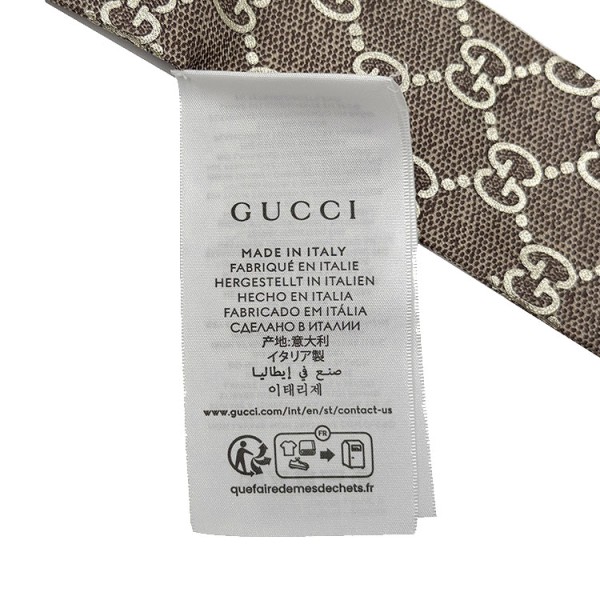 GUCCI
MADE IN ITALY
FABRIQUÉ EN ITALIE
HERGESTELLT IN ITALIEN
HECHO EN ITALIA
FABRICADO EM ITÁLIA
СДЕЛАНО В ИТАЛИИ
产地:意大利
イタリア製
صنع في إيطاليا
이태리제
www.gucci.com/int/en/st/contact-us
FR
quefairedemesdechets.fr